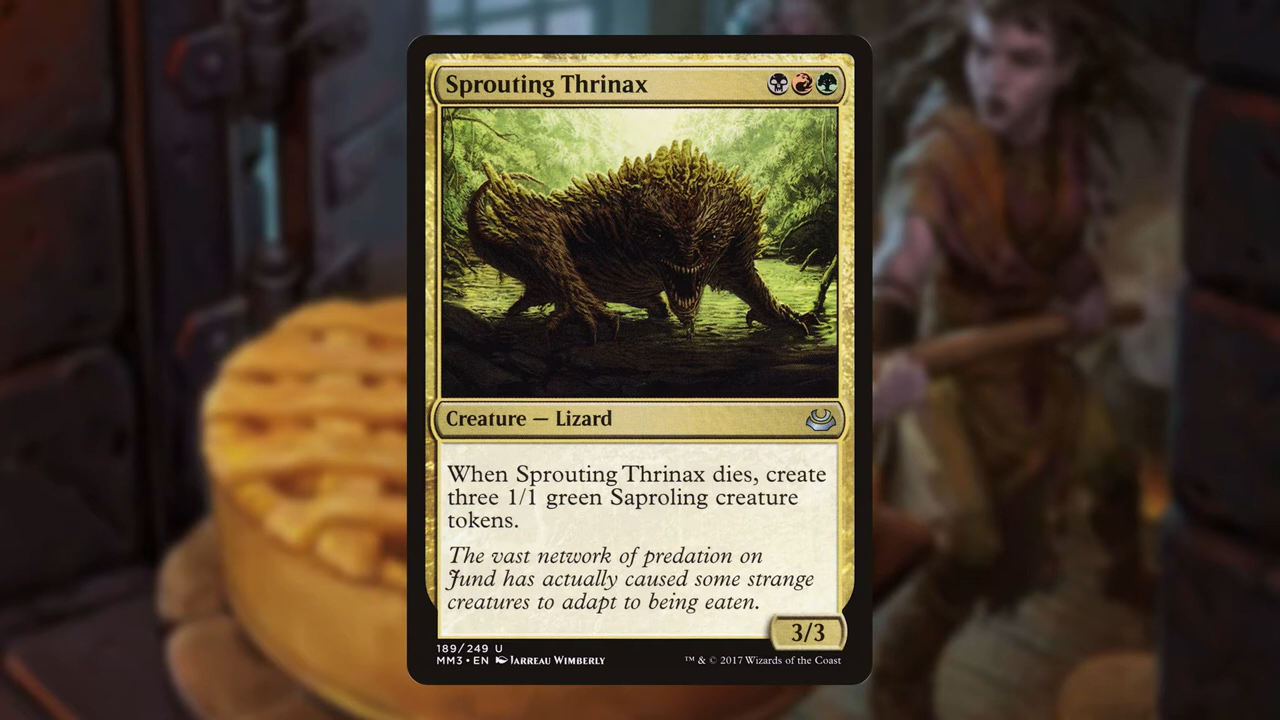 Sprouting Thrinax
Creature — Lizard
When Sprouting Thrinax dies, create
three 1/1 green Saproling creature
tokens.
The vast network of predation on
Jund has actually caused some strange
creatures to adapt to being eaten.
3/3
189/249 U
MM3 • EN Jarreau Wimberly
™ & © 2017 Wizards of the Coast